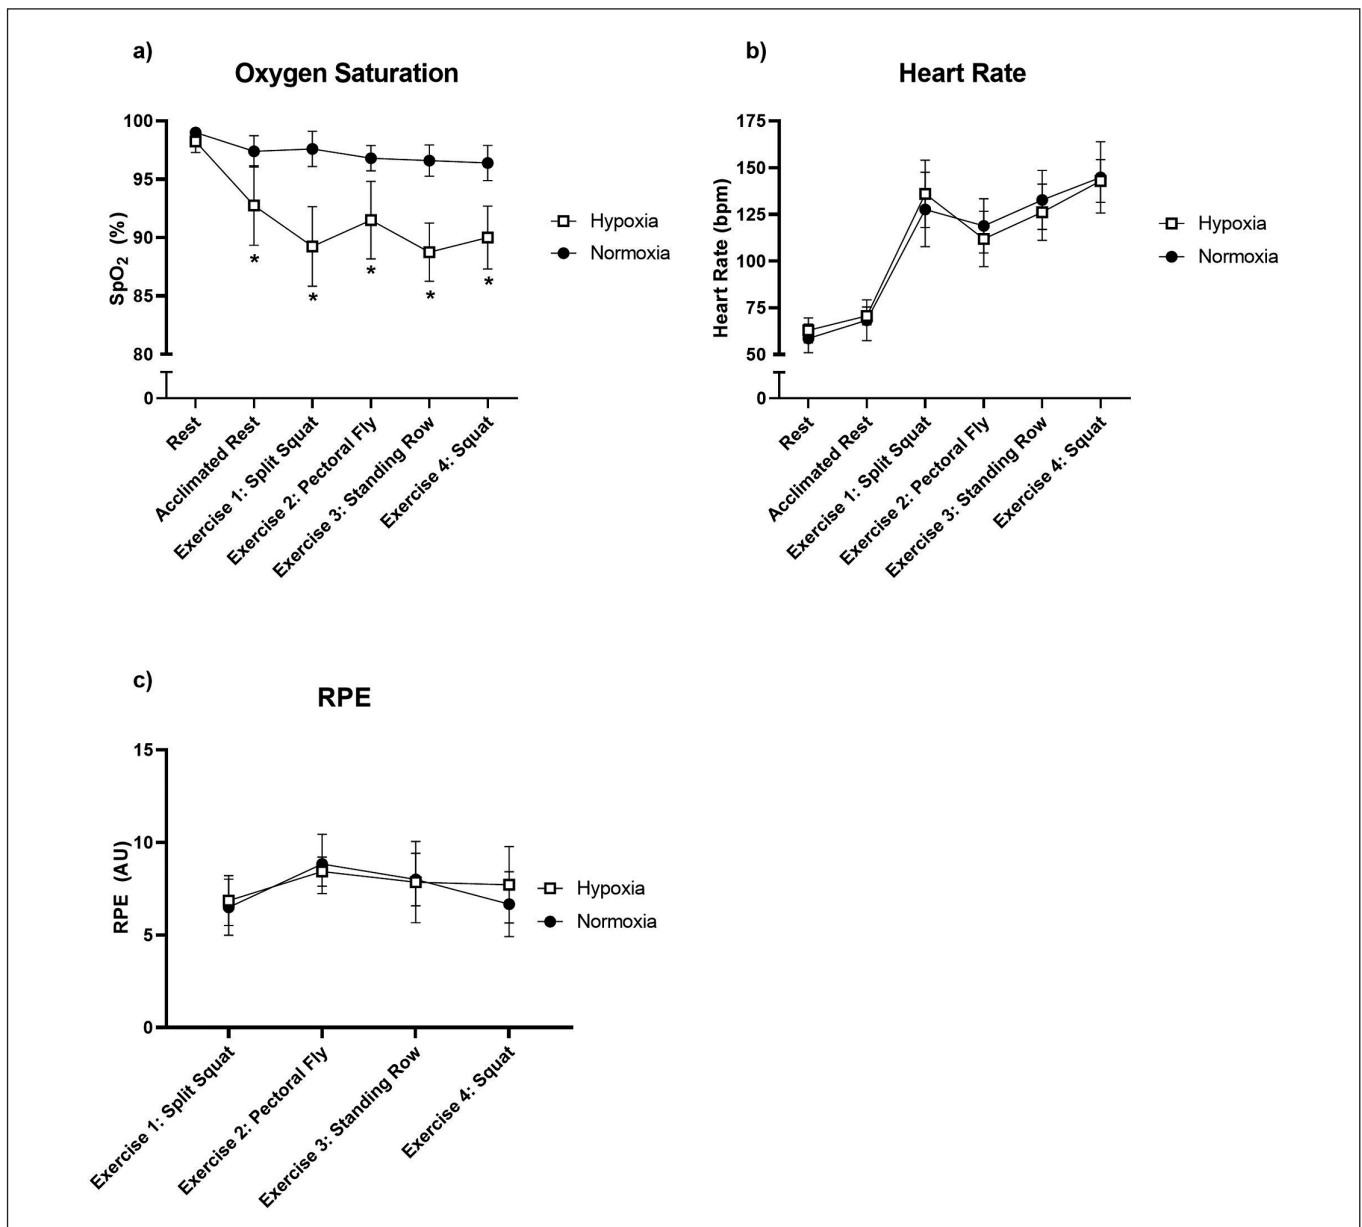 a)
Oxygen Saturation
100
95
90
85
80
0
SpO₂ (%)
*
*
*
*
*
Hypoxia
Normoxia
Rest
Acclimated Rest
Exercise 1: Split Squat
Exercise 2: Pectoral Fly
Exercise 3: Standing Row
Exercise 4: Squat
b)
Heart Rate
175
150
125
100
75
50
0
Heart Rate (bpm)
Hypoxia
Normoxia
Rest
Acclimated Rest
Exercise 1: Split Squat
Exercise 2: Pectoral Fly
Exercise 3: Standing Row
Exercise 4: Squat
c)
RPE
15
10
5
0
RPE (AU)
Hypoxia
Normoxia
Exercise 1: Split Squat
Exercise 2: Pectoral Fly
Exercise 3: Standing Row
Exercise 4: Squat